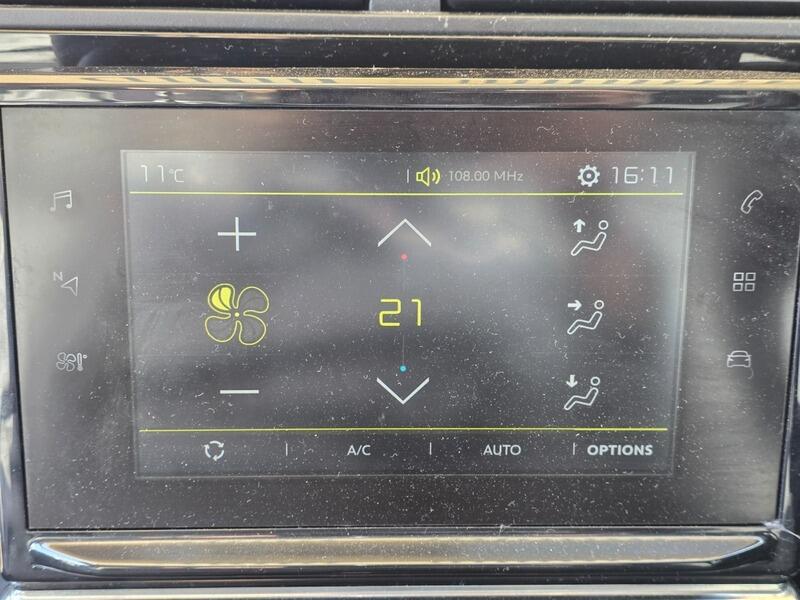 11°C 108.00 MHz 16:11
N
21
A/C AUTO OPTIONS